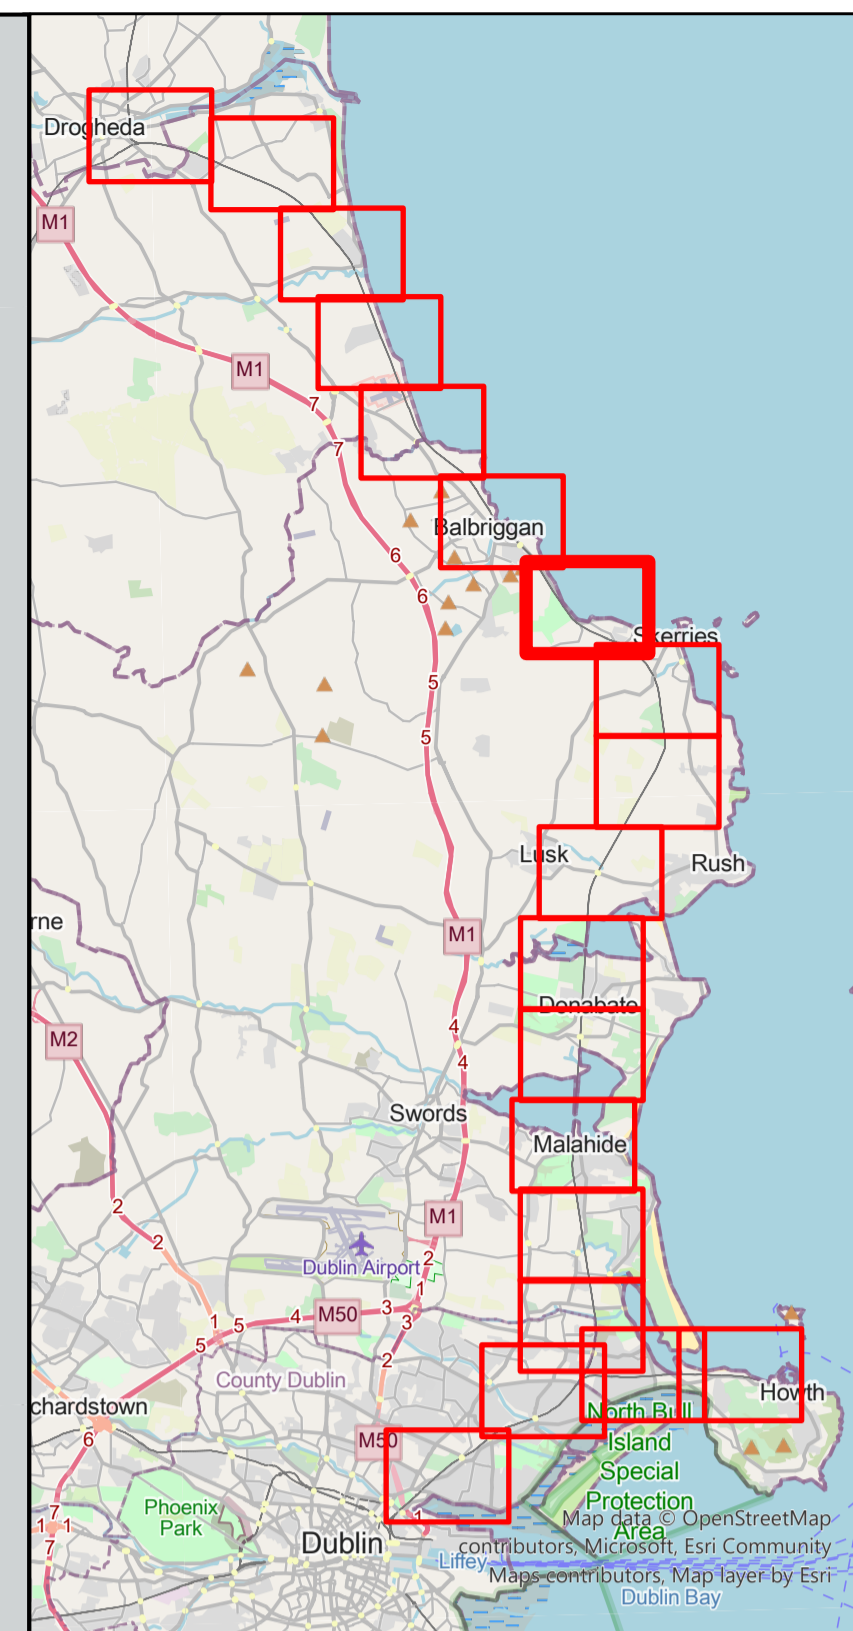 Drogheda
M1
M1
7
7
Balbriggan
6
6
Skerries
5
5
Lusk
Rush
rne
M1
Donabate
4
M2
4
Swords
Malahide
2
M1
2
Dublin Airport
2
1
M50
3
3
4
5
1
5
2
County Dublin
Howth
chardstown
North Bull
Island
Special
Protection
Area
M50
6
Phoenix
Park
7
1 1
7
1
Dublin
Liffey
Map data © OpenStreetMap
contributors, Microsoft, Esri Community
Maps contributors, Map layer by Esri
Dublin Bay